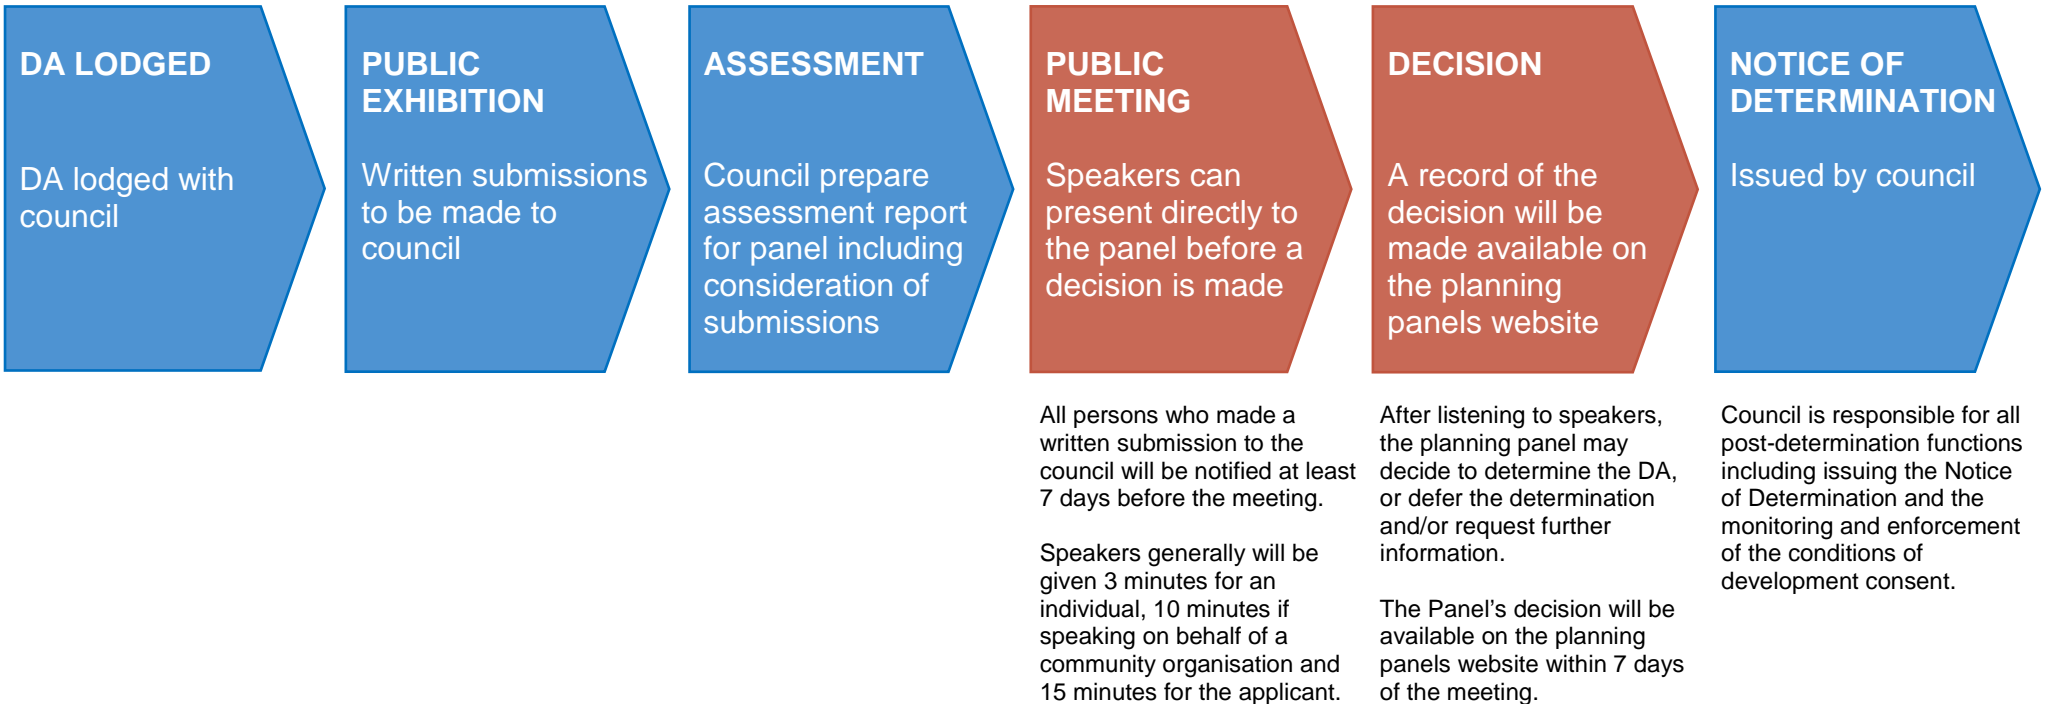 DA LODGED
DA lodged with
council
PUBLIC
EXHIBITION
Written submissions
to be made to
council
ASSESSMENT
Council prepare
assessment report
for panel including
consideration of
submissions
PUBLIC
MEETING
Speakers can
present directly to
the panel before a
decision is made
All persons who made a
written submission to the
council will be notified at least
7 days before the meeting.
Speakers generally will be
given 3 minutes for an
individual, 10 minutes if
speaking on behalf of a
community organisation and
15 minutes for the applicant.
DECISION
A record of the
decision will be
made available on
the planning
panels website
After listening to speakers,
the planning panel may
decide to determine the DA,
or defer the determination
and/or request further
information.
The Panel’s decision will be
available on the planning
panels website within 7 days
of the meeting.
NOTICE OF
DETERMINATION
Issued by council
Council is responsible for all
post-determination functions
including issuing the Notice
of Determination and the
monitoring and enforcement
of the conditions of
development consent.